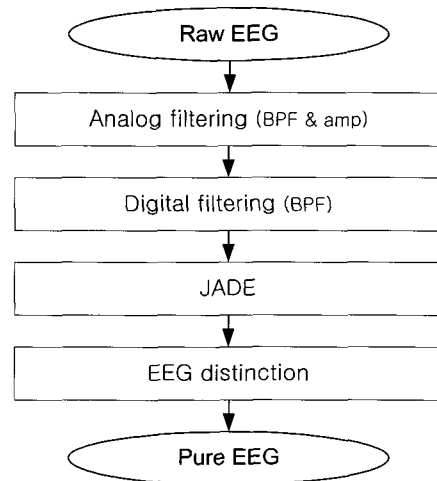 Raw EEG
Analog filtering (BPF & amp)
Digital filtering (BPF)
JADE
EEG distinction
Pure EEG